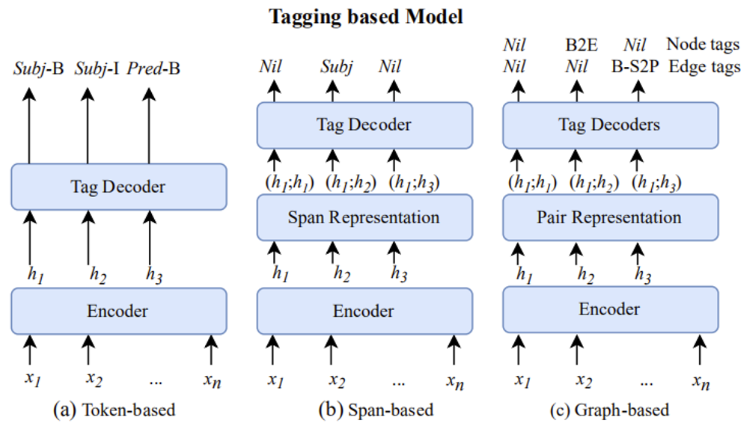 Tagging based Model
Subj-B Subj-I Pred-B
Tag Decoder
h1 h2 h3
Encoder
x1 x2 ... xn
(a) Token-based
Nil Subj Nil
Tag Decoder
(h1;h1) (h1;h2) (h1;h3)
Span Representation
h1 h2 h3
Encoder
x1 x2 ... xn
(b) Span-based
Nil B2E Nil Node tags
Nil Nil B-S2P Edge tags
Tag Decoders
(h1;h1) (h1;h2) (h1;h3)
Pair Representation
h1 h2 h3
Encoder
x1 x2 ... xn
(c) Graph-based